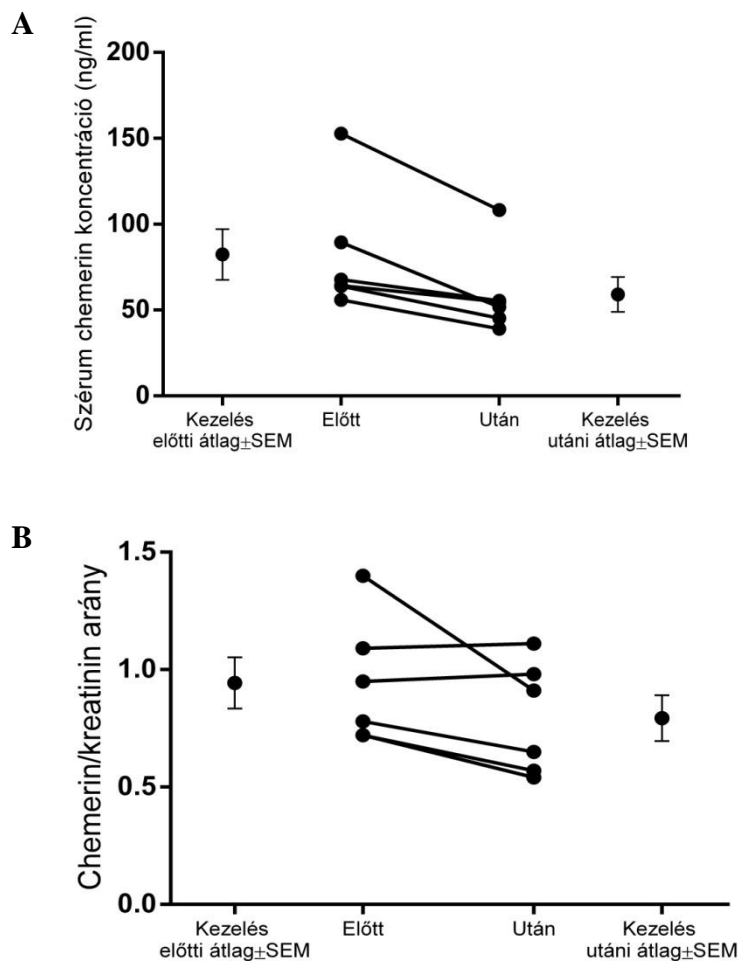 A
Szérum chemerin koncentráció (ng/ml)
200
150
100
50
0
Kezelés
előtti átlag±SEM
Előtt
Után
Kezelés
utáni átlag±SEM
B
Chemerin/kreatinin arány
1.5
1.0
0.5
0.0
Kezelés
előtti átlag±SEM
Előtt
Után
Kezelés
utáni átlag±SEM